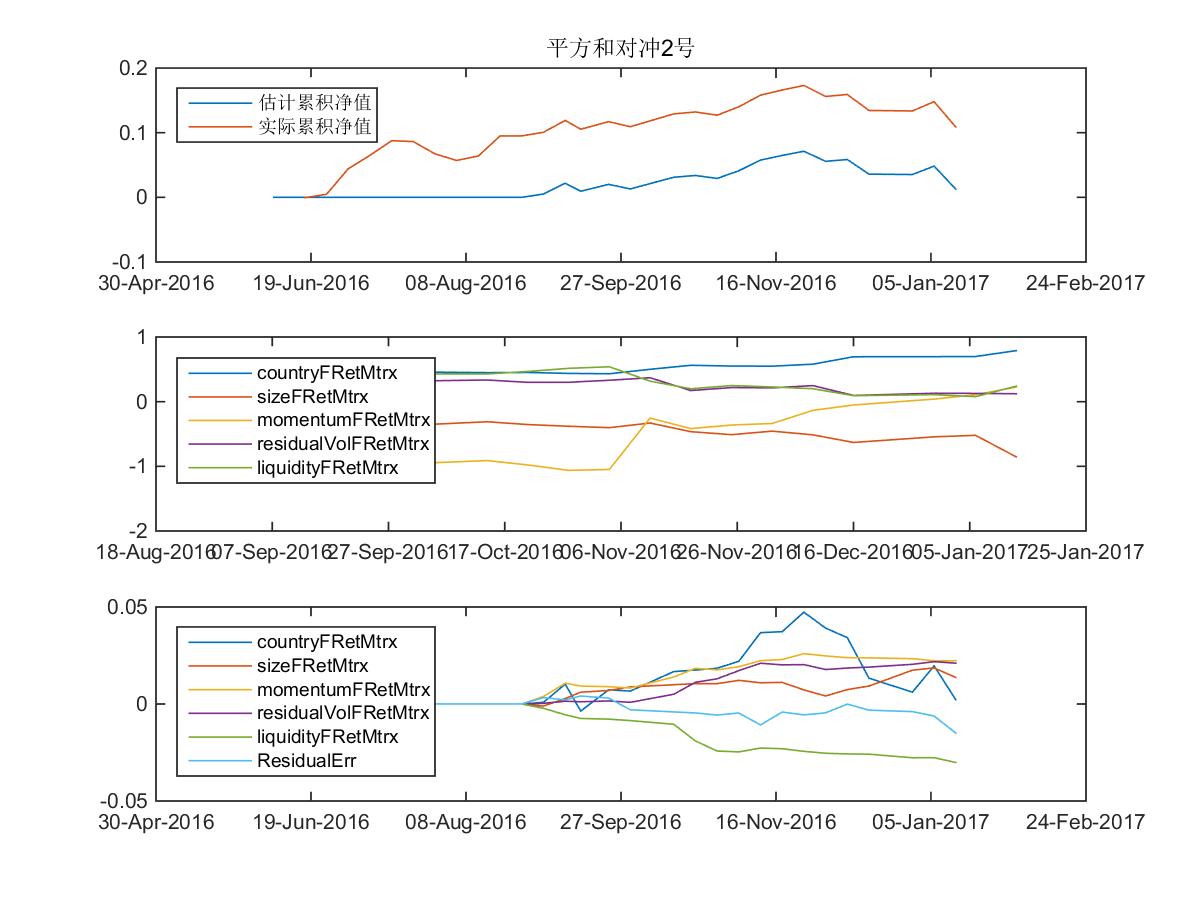 平方和对冲2号
0.2
估计累积净值
实际累积净值
0.1
0
-0.1
30-Apr-2016 19-Jun-2016 08-Aug-2016 27-Sep-2016 16-Nov-2016 05-Jan-2017 24-Feb-2017
1
countryFRetMtrx
sizeFRetMtrx
0
momentumFRetMtrx
residualVolFRetMtrx
liquidityFRetMtrx
-1
-2
18-Aug-2016 07-Sep-2016 27-Sep-2016 17-Oct-2016 06-Nov-2016 26-Nov-2016 16-Dec-2016 05-Jan-2017 25-Jan-2017
0.05
countryFRetMtrx
sizeFRetMtrx
momentumFRetMtrx
0
residualVolFRetMtrx
liquidityFRetMtrx
ResidualErr
-0.05
30-Apr-2016 19-Jun-2016 08-Aug-2016 27-Sep-2016 16-Nov-2016 05-Jan-2017 24-Feb-2017